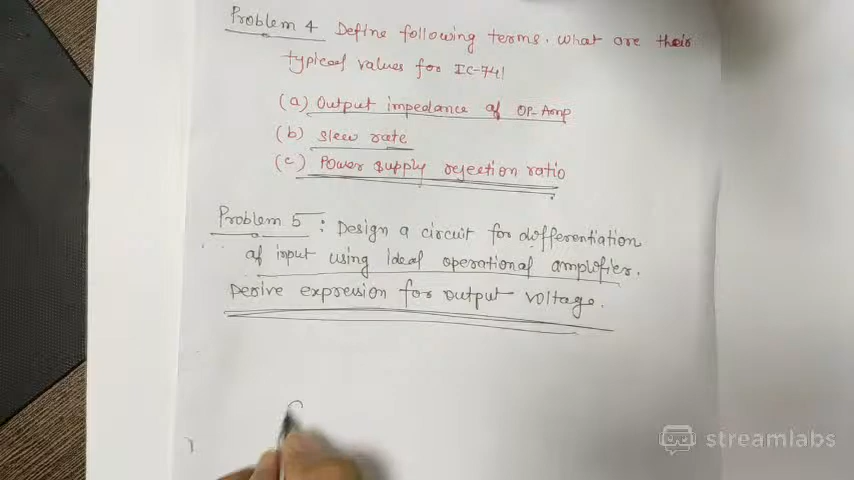 Problem 4 Define following terms. What are their
typical values for IC-741
(a) Output impedance of OP-Amp
(b) Slew rate
(c) Power supply rejection ratio
Problem 5 : Design a circuit for differentiation
of input using Ideal operational amplifier.
Derive expression for output voltage.
streamlabs